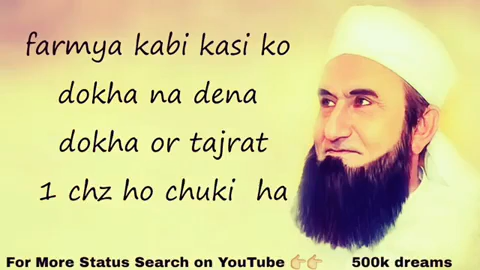 farmya kabi kasi ko
dokha na dena
dokha or tajrat
1 chz ho chuki ha
For More Status Search on YouTube 👉🏼👉🏼 500k dreams